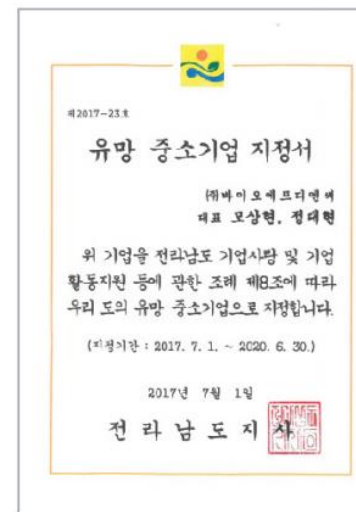 제2017-23호
유망 중소기업 지정서
(주)바이오에프디엔씨
대표 모상현, 정대현
위 기업을 전라남도 기업사랑 및 기업
활동지원 등에 관한 조례 제8조에 따라
우리 도의 유망 중소기업으로 지정합니다.
(지정기간 : 2017. 7. 1. ~ 2020. 6. 30.)
2017년 7월 1일
전라남도지사